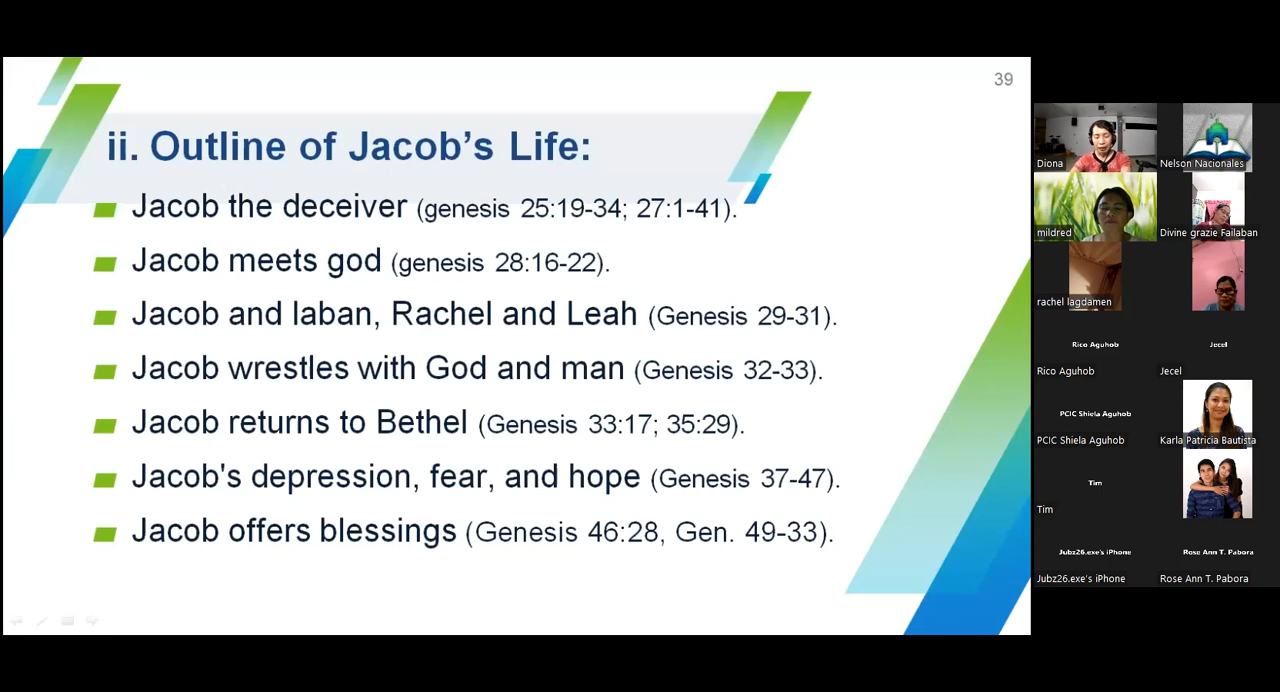 39
ii. Outline of Jacob's Life:
Jacob the deceiver (genesis 25:19-34; 27:1-41).
Jacob meets god (genesis 28:16-22).
Jacob and laban, Rachel and Leah (Genesis 29-31).
Jacob wrestles with God and man (Genesis 32-33).
Jacob returns to Bethel (Genesis 33:17; 35:29).
Jacob's depression, fear, and hope (Genesis 37-47).
Jacob offers blessings (Genesis 46:28, Gen. 49-33).
Diona
Nelson Nacionales
mildred
Divine grazie Failaban
rachel lagdamen
Rico Aguhob
Jecel
Rico Aguhob
Jecel
PCIC Shiela Aguhob
PCIC Shiela Aguhob
Karla Patricia Bautista
Tim
Tim
Jubz26.exe's iPhone
Rose Ann T. Pabora
Jubz26.exe's iPhone
Rose Ann T. Pabora